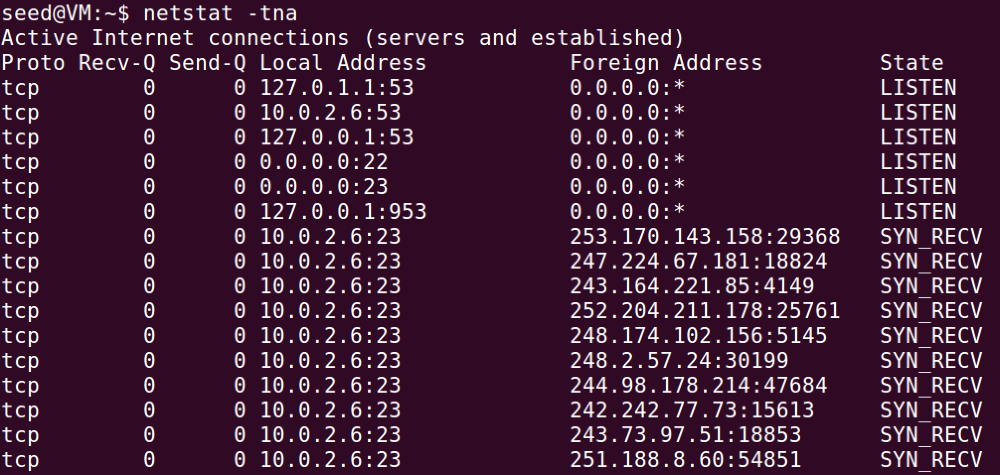 seed@VM:~$ netstat -tna
Active Internet connections (servers and established)
Proto Recv-Q Send-Q Local Address           Foreign Address         State
tcp        0      0 127.0.1.1:53            0.0.0.0:*               LISTEN
tcp        0      0 10.0.2.6:53             0.0.0.0:*               LISTEN
tcp        0      0 127.0.0.1:53            0.0.0.0:*               LISTEN
tcp        0      0 0.0.0.0:22              0.0.0.0:*               LISTEN
tcp        0      0 0.0.0.0:23              0.0.0.0:*               LISTEN
tcp        0      0 127.0.0.1:953           0.0.0.0:*               LISTEN
tcp        0      0 10.0.2.6:23             253.170.143.158:29368   SYN_RECV
tcp        0      0 10.0.2.6:23             247.224.67.181:18824    SYN_RECV
tcp        0      0 10.0.2.6:23             243.164.221.85:4149     SYN_RECV
tcp        0      0 10.0.2.6:23             252.204.211.178:25761   SYN_RECV
tcp        0      0 10.0.2.6:23             248.174.102.156:5145    SYN_RECV
tcp        0      0 10.0.2.6:23             248.2.57.24:30199       SYN_RECV
tcp        0      0 10.0.2.6:23             244.98.178.214:47684    SYN_RECV
tcp        0      0 10.0.2.6:23             242.242.77.73:15613     SYN_RECV
tcp        0      0 10.0.2.6:23             243.73.97.51:18853      SYN_RECV
tcp        0      0 10.0.2.6:23             251.188.8.60:54851      SYN_RECV